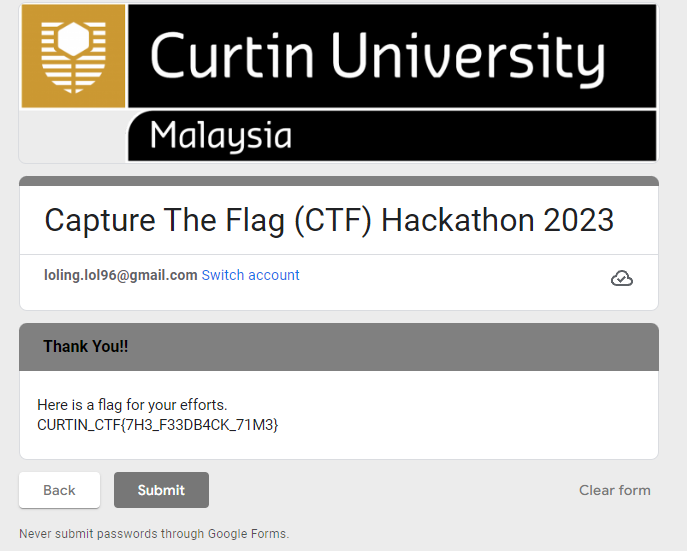 Curtin University
Malaysia
Capture The Flag (CTF) Hackathon 2023
loling.lol96@gmail.com Switch account
Thank You!!
Here is a flag for your efforts.
CURTIN_CTF{7H3_F33DB4CK_71M3}
Back Submit Clear form
Never submit passwords through Google Forms.